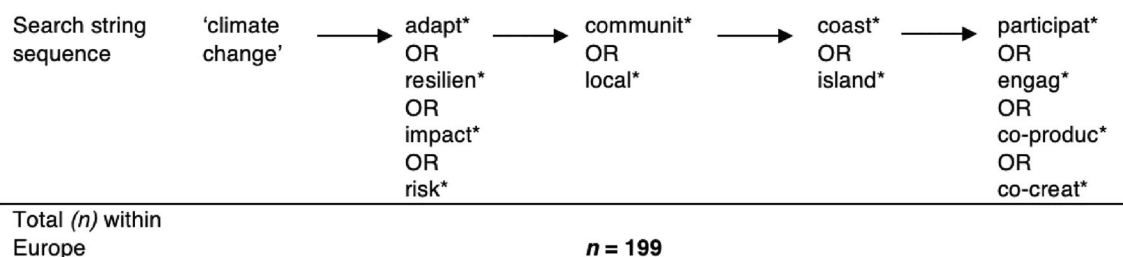 Search string sequence
'climate change'
adapt*
OR
resilien*
OR
impact*
OR
risk*
communit*
OR
local*
coast*
OR
island*
participat*
OR
engag*
OR
co-produc*
OR
co-creat*
Total (n) within
Europe
n = 199